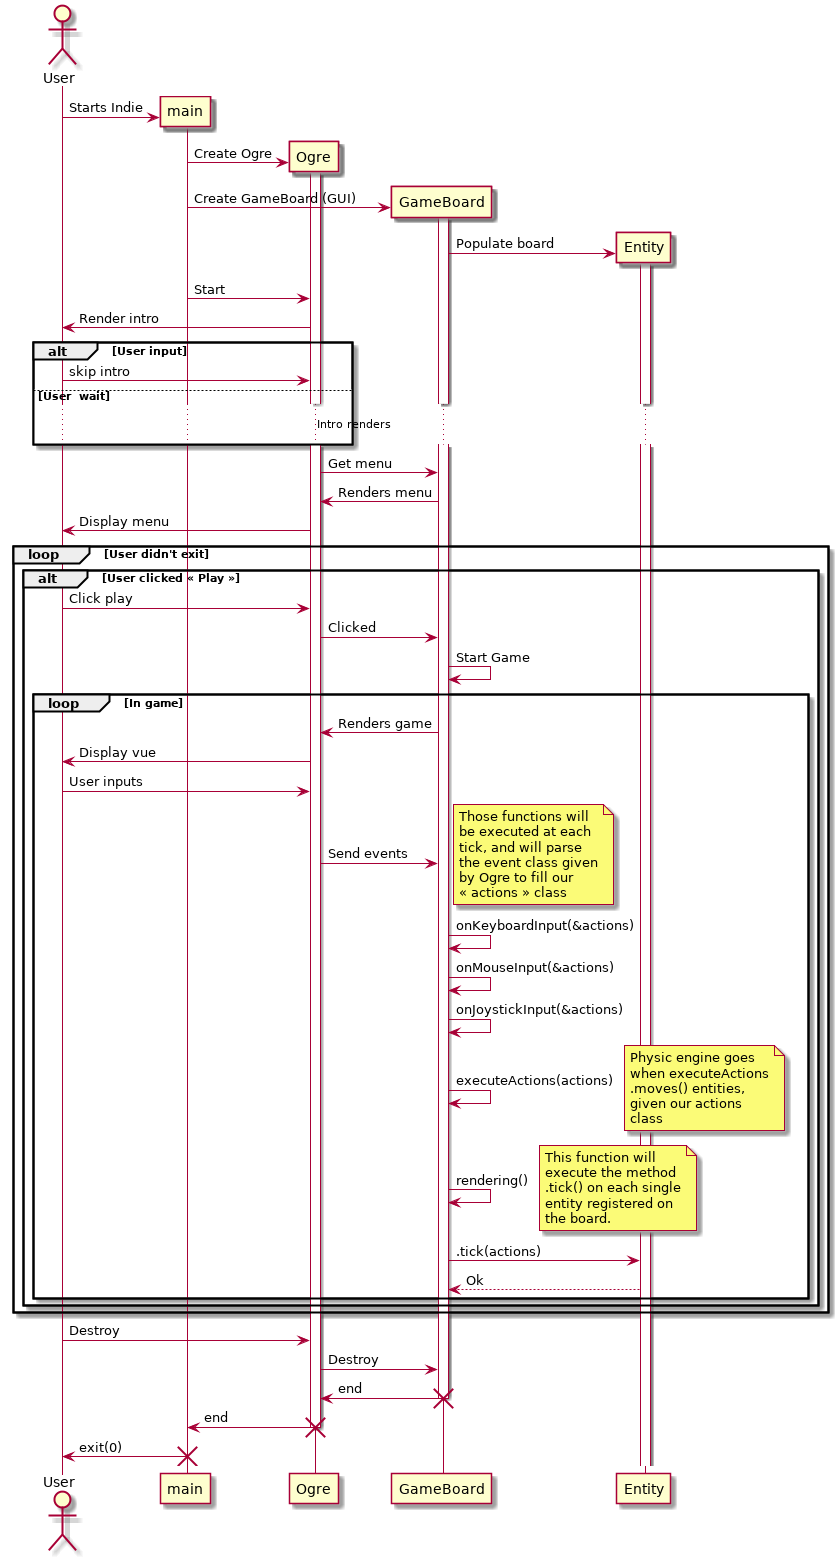 User
Starts Indie
main
Create Ogre
Ogre
Create GameBoard (GUI)
GameBoard
Populate board
Entity
Start
Render intro
alt
[User input]
skip intro
[User  wait]
Intro renders
Get menu
Renders menu
Display menu
loop
[User didn't exit]
alt
[User clicked « Play »]
Click play
Clicked
Start Game
loop
[In game]
Renders game
Display vue
User inputs
Send events
Those functions will
be executed at each
tick, and will parse
the event class given
by Ogre to fill our
« actions » class
onKeyboardInput(&actions)
onMouseInput(&actions)
onJoystickInput(&actions)
executeActions(actions)
Physic engine goes
when executeActions
.moves() entities,
given our actions
class
rendering()
This function will
execute the method
.tick() on each single
entity registered on
the board.
.tick(actions)
Ok
Destroy
Destroy
end
end
exit(0)
User
main
Ogre
GameBoard
Entity